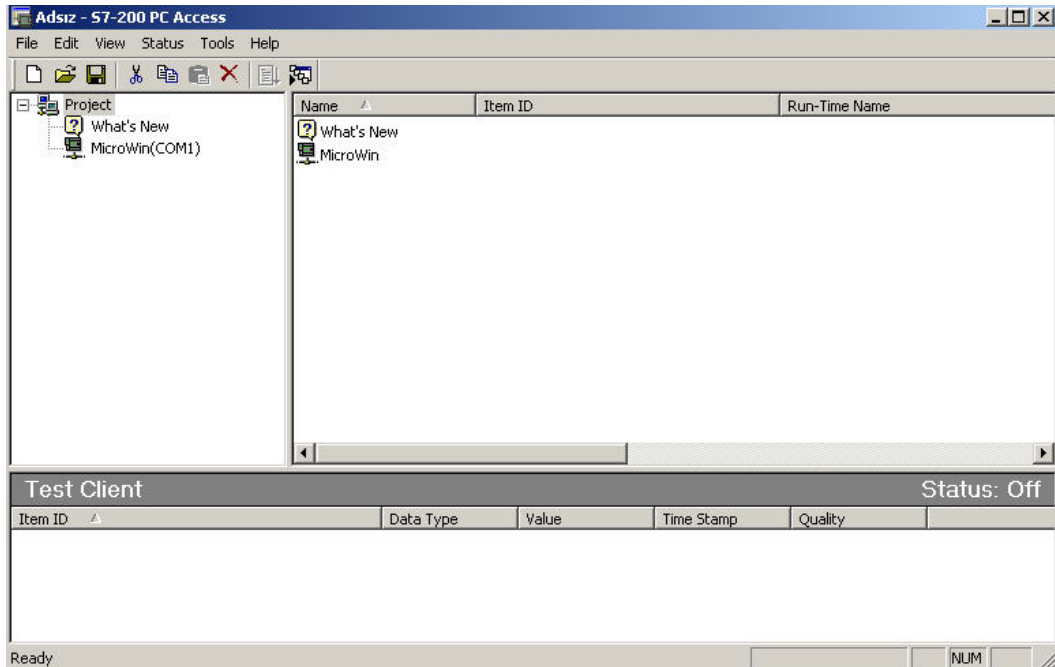 Adsız - S7-200 PC Access
File Edit View Status Tools Help
Project
What's New
MicroWin(COM1)
Name Item ID Run-Time Name
What's New
MicroWin
Test Client Status: Off
Item ID Data Type Value Time Stamp Quality
Ready NUM